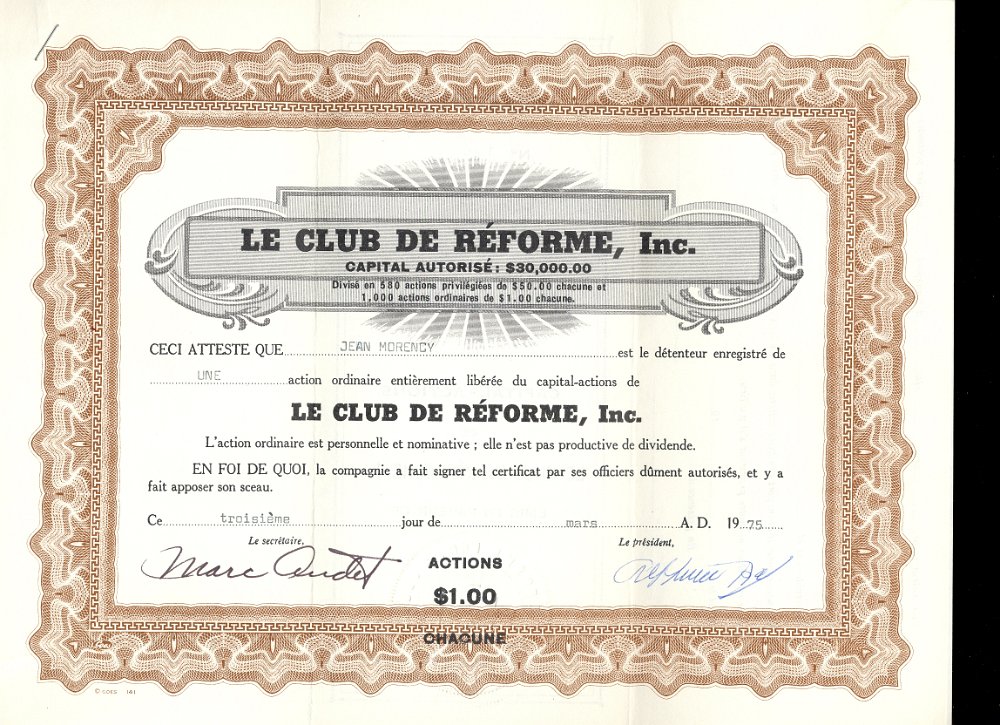 LE CLUB DE RÉFORME, Inc.
CAPITAL AUTORISÉ: $30,000.00
Divisé en 580 actions privilégiées de $50.00 chacune et
1,000 actions ordinaires de $1.00 chacune.
CECI ATTESTE QUE JEAN MORENCY est le détenteur enregistré de
UNE action ordinaire entièrement libérée du capital-actions de
LE CLUB DE RÉFORME, Inc.
L'action ordinaire est personnelle et nominative ; elle n'est pas productive de dividende.
EN FOI DE QUOI, la compagnie a fait signer tel certificat par ses officiers dûment autorisés, et y a
fait apposer son sceau.
Ce troisième jour de mars A.D. 1975
Le secrétaire, Le président,
Marc Audet
ACTIONS
$1.00
CHACUNE
© GOES 141